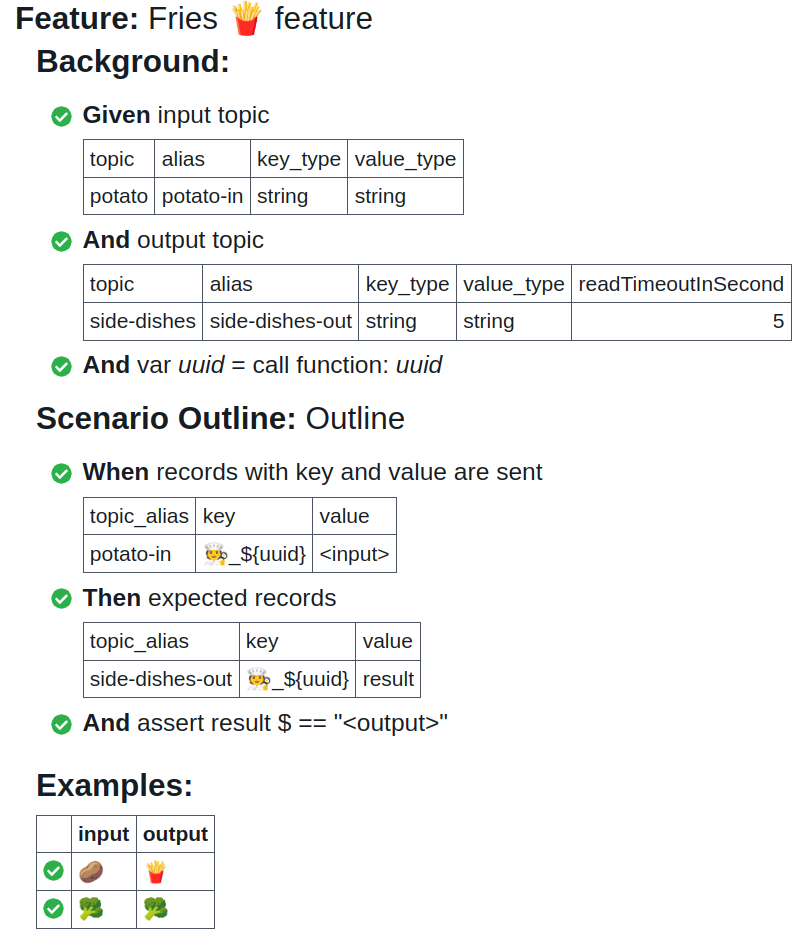 Feature: Fries 🍟 feature
Background:
Given input topic
topic alias key_type value_type
potato potato-in string string
And output topic
topic alias key_type value_type readTimeoutInSecond
side-dishes side-dishes-out string string 5
And var uuid = call function: uuid
Scenario Outline: Outline
When records with key and value are sent
topic_alias key value
potato-in 🧑‍🍳_${uuid} <input>
Then expected records
topic_alias key value
side-dishes-out 🧑‍🍳_${uuid} result
And assert result $ == "<output>"
Examples:
input output
🥔 🍟
🥦 🥦